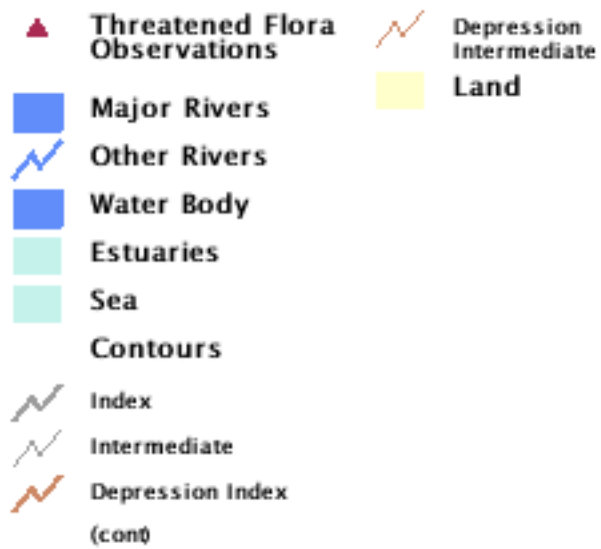 Threatened Flora
Observations
Major Rivers
Other Rivers
Water Body
Estuaries
Sea
Contours
Index
Intermediate
Depression Index
(cont)
Depression
Intermediate
Land